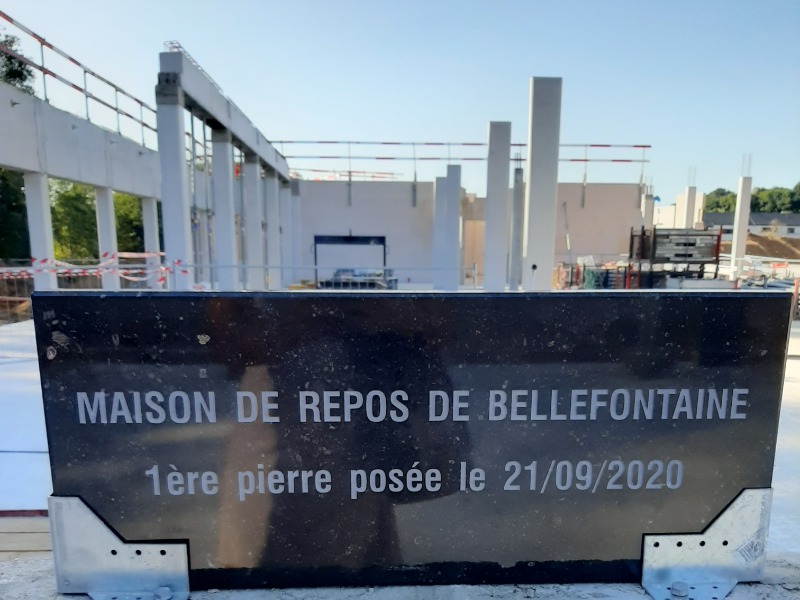 MAISON DE REPOS DE BELLEFONTAINE
1ère pierre posée le 21/09/2020